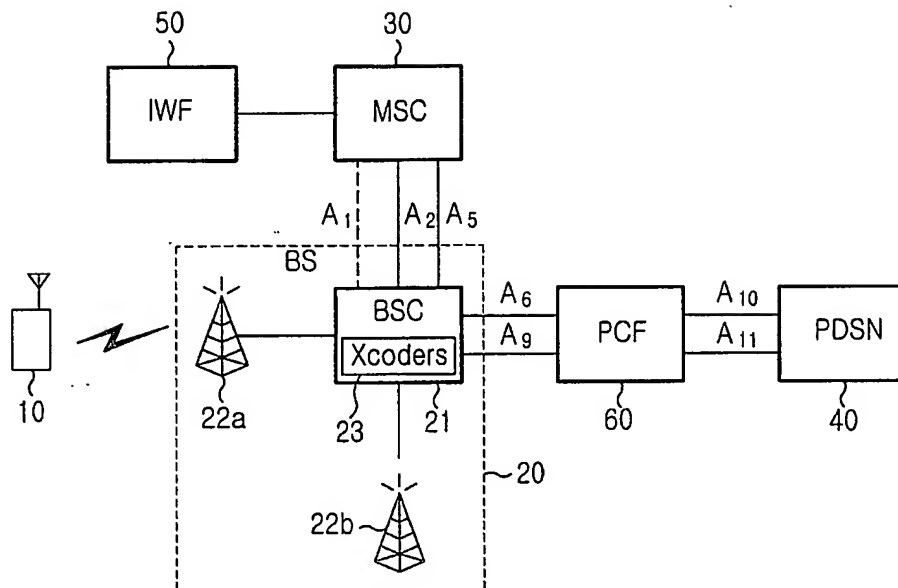 50
30
IWF
MSC
A1
A2
A5
BS
BSC
Xcoders
A6
A9
PCF
A10
A11
PDSN
10
22a
23
21
60
40
20
22b